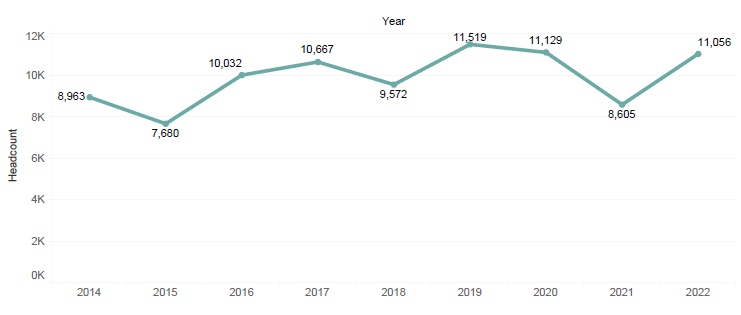 Year
12K
10K
8K
6K
4K
2K
0K
Headcount
8,963
7,680
10,032
10,667
9,572
11,519
11,129
8,605
11,056
2014 2015 2016 2017 2018 2019 2020 2021 2022